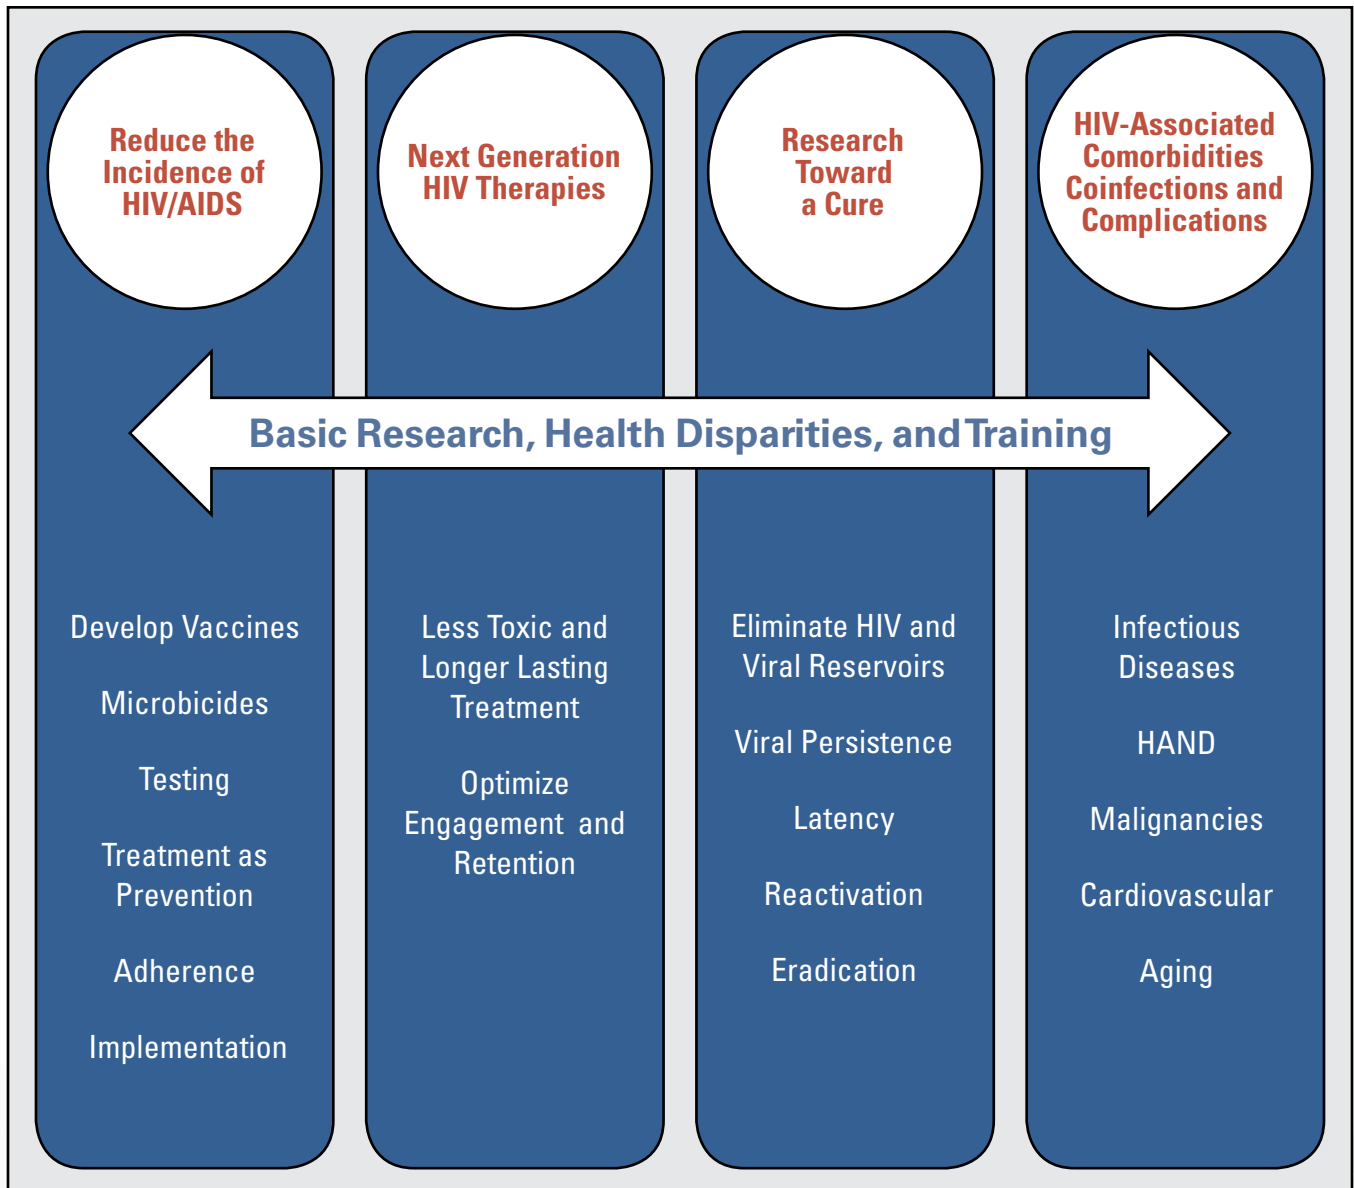 Reduce the
Incidence of
HIV/AIDS
Next Generation
HIV Therapies
Research
Toward
a Cure
HIV-Associated
Comorbidities
Coinfections and
Complications
Basic Research, Health Disparities, and Training
Develop Vaccines
Microbicides
Testing
Treatment as
Prevention
Adherence
Implementation
Less Toxic and
Longer Lasting
Treatment
Optimize
Engagement and
Retention
Eliminate HIV and
Viral Reservoirs
Viral Persistence
Latency
Reactivation
Eradication
Infectious
Diseases
HAND
Malignancies
Cardiovascular
Aging